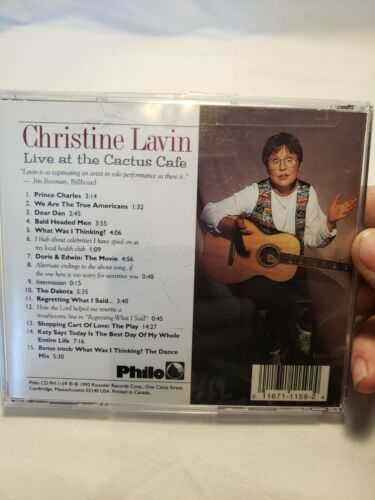 Christine Lavin
Live at the Cactus Cafe
"Lavin is as captivating an artist in solo performance as there is.."
— Jim Bessman, Billboard
1. Prince Charles 3:14
2. We Are The True Americans 1:32
3. Dear Dan 2:45
4. Bald Headed Men 3:55
5. What Was I Thinking? 4:06
6. I blab about celebrities I have spied on at
my local health club 1:09
7. Doris & Edwin: The Movie 4:56
8. Alternate endings to the above song, if
the one here is too scary for sensitive you 0:48
9. Intermission 0:15
10. The Dakota 5:35
11. Regretting What I Said... 3:40
12. How the Lord helped me rewrite a
troublesome line in "Regretting What I Said" 0:45
13. Shopping Cart Of Love: The Play 14:27
14. Katy Says Today Is The Best Day Of My Whole
Entire Life 7:16
15. Bonus track: What Was I Thinking? The Dance
Mix 5:30
Philo
Philo CD PH 1159 ℗ © 1993 Rounder Records Corp., One Camp Street
Cambridge, Massachusetts 02140 USA. Printed in Canada.
0 11671-1159-2 4